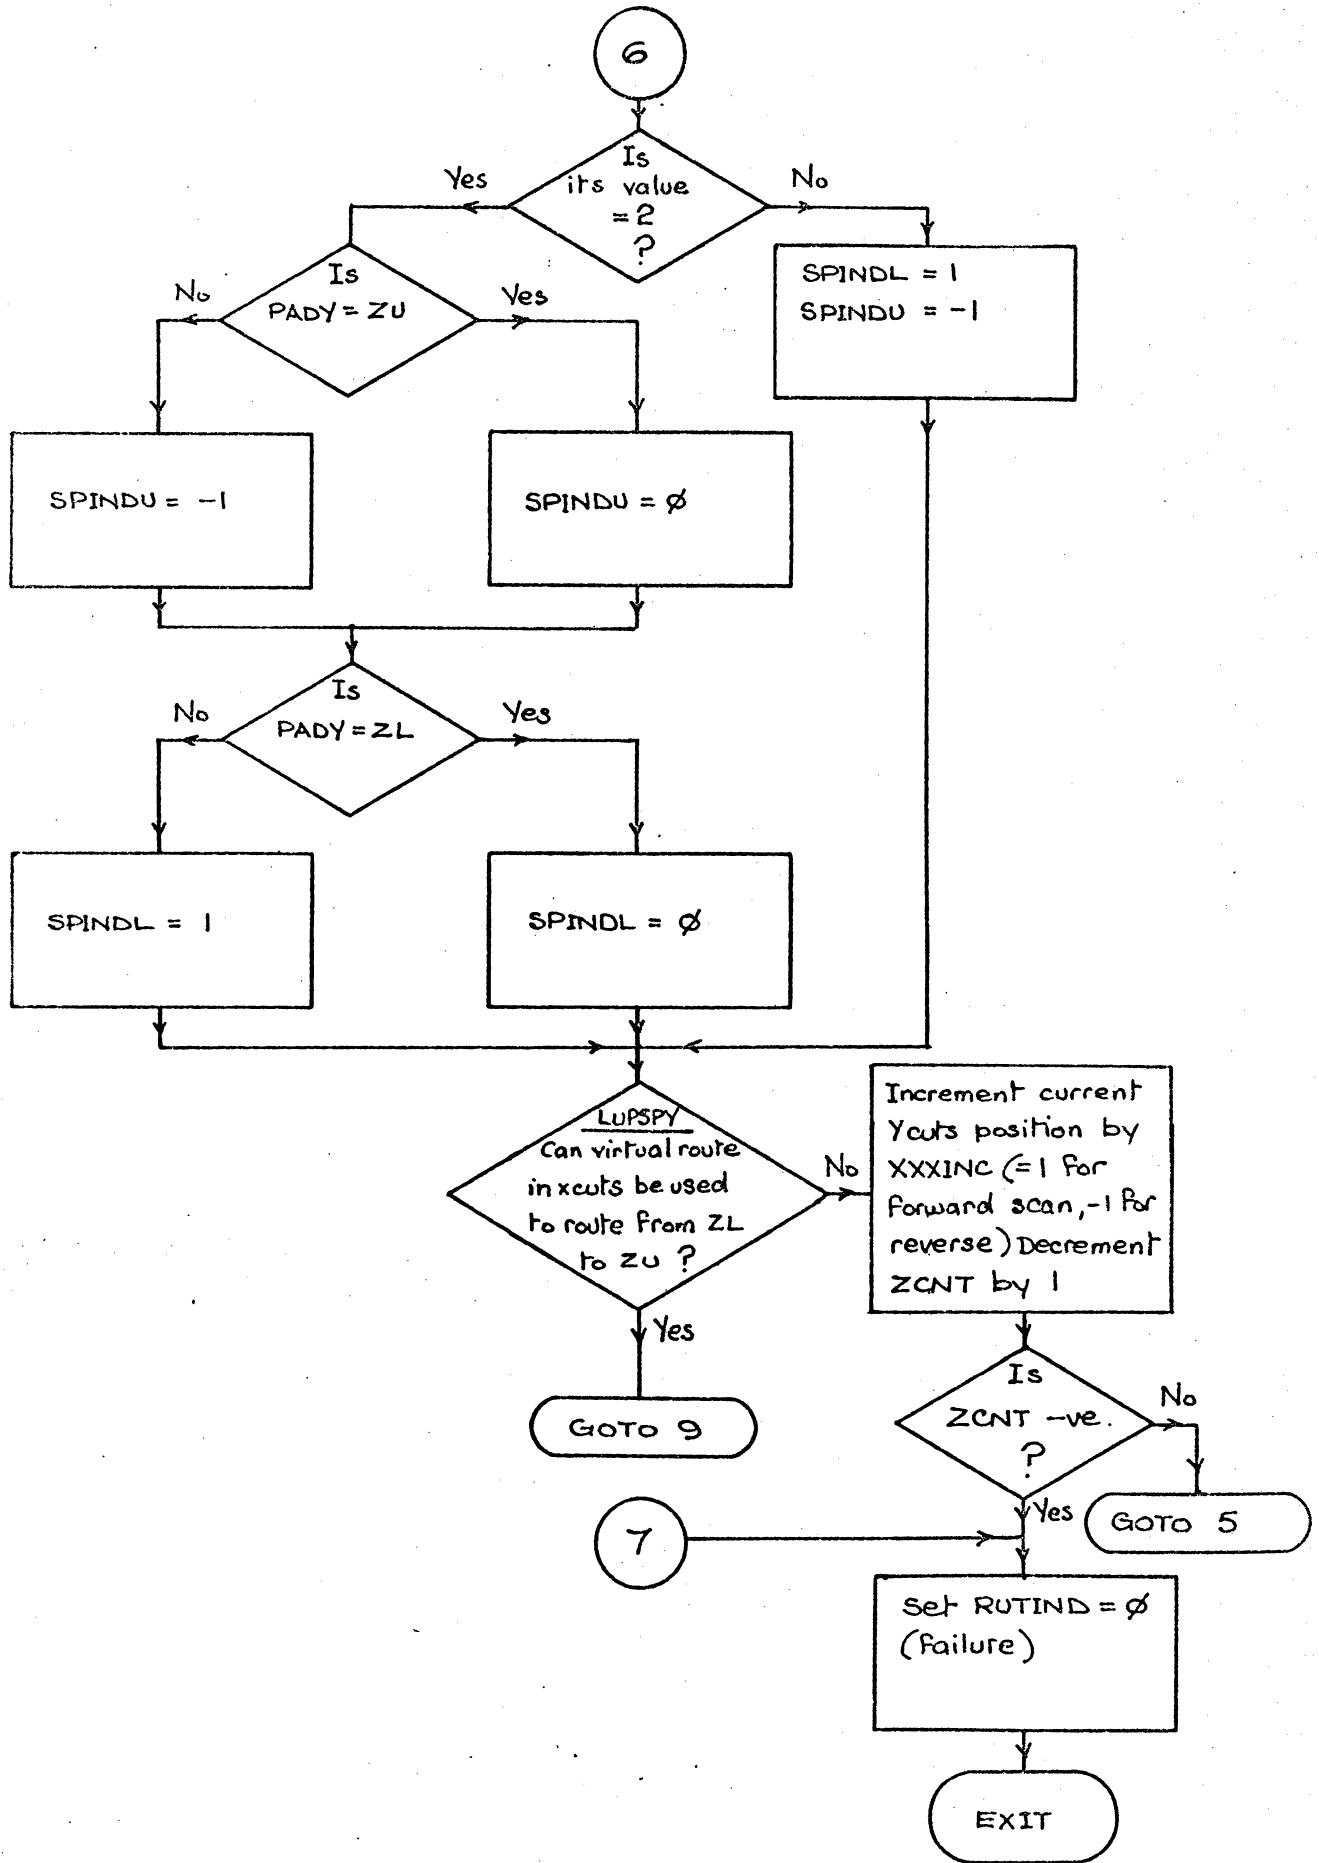 6
Is
its value
=2
?
Yes
No
SPINDL = 1
SPINDU = -1
Is
PADY = ZU
No
Yes
SPINDU = -1
SPINDU = Ø
Is
PADY = ZL
No
Yes
SPINDL = 1
SPINDL = Ø
LUPSPY
Can virtual route
in xcuts be used
to route from ZL
to ZU ?
No
Increment current
Ycuts position by
XXXINC (=1 for
forward scan, -1 for
reverse) Decrement
ZCNT by 1
Yes
GOTO 9
Is
ZCNT -ve.
?
No
Yes
GOTO 5
7
Set RUTIND = Ø
(failure)
EXIT